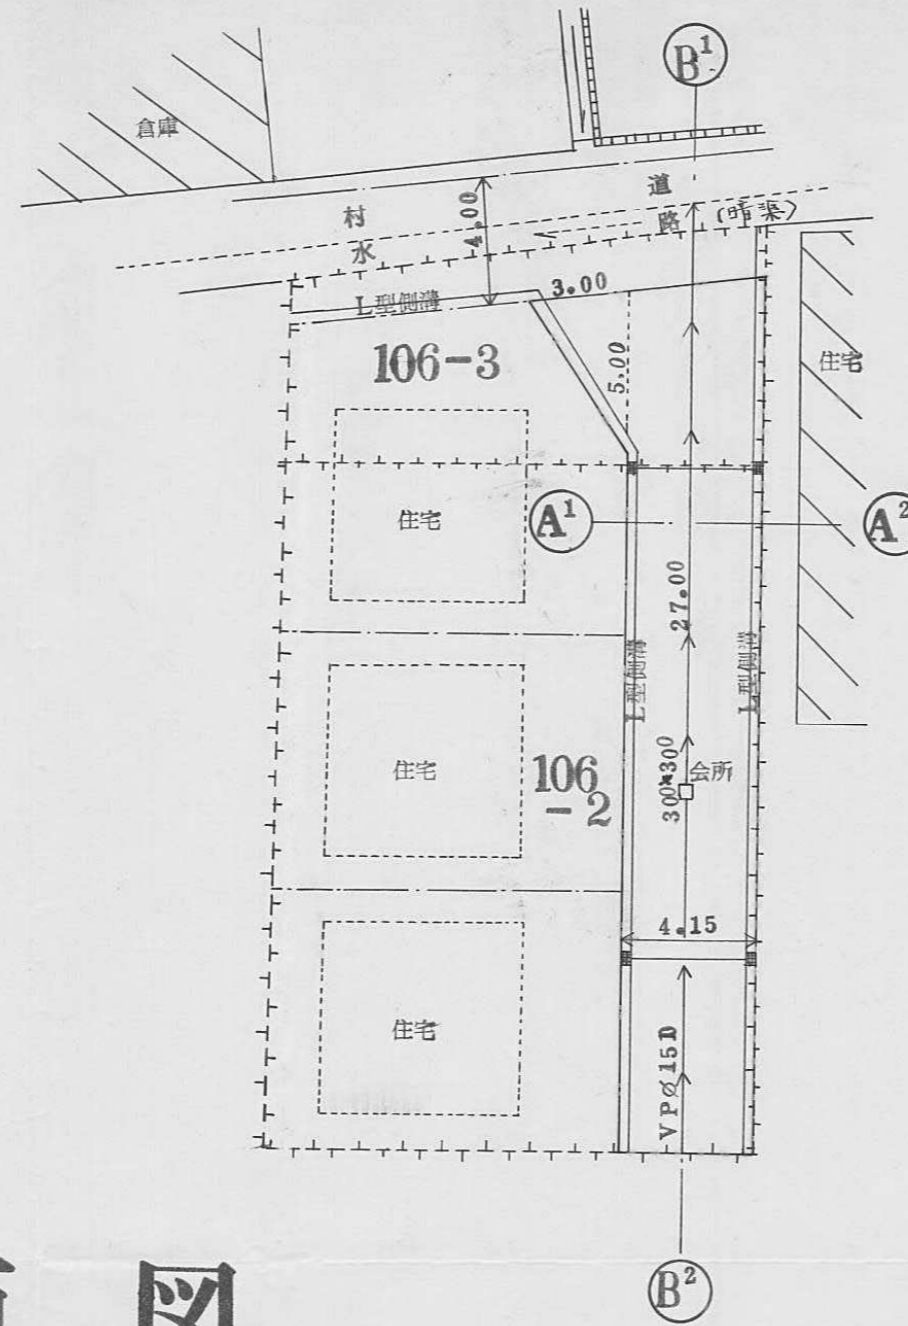 B¹
倉庫
道
村
4.00
路
(暗渠)
水
3.00
L型側溝
106-3
5.00
住宅
住宅
A¹
A²
27.00
L型側溝
L型側溝
300×300
会所
住宅
106
-2
4.15
住宅
VPØ150
B²
図